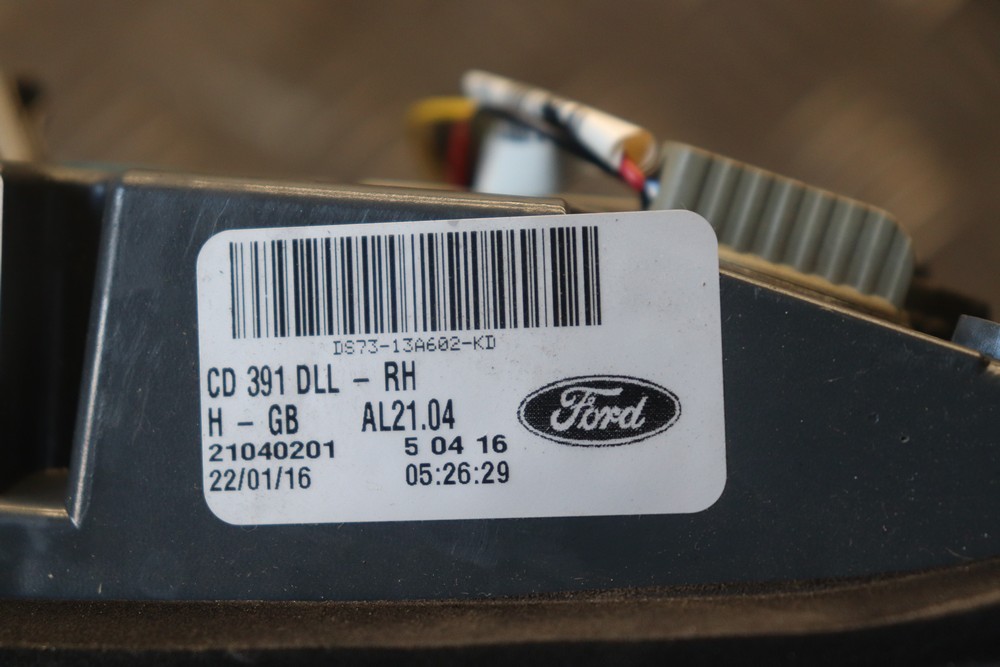 DS73-13A602-KD
CD 391 DLL - RH
H - GB AL21.04
21040201 5 04 16
22/01/16 05:26:29
Ford